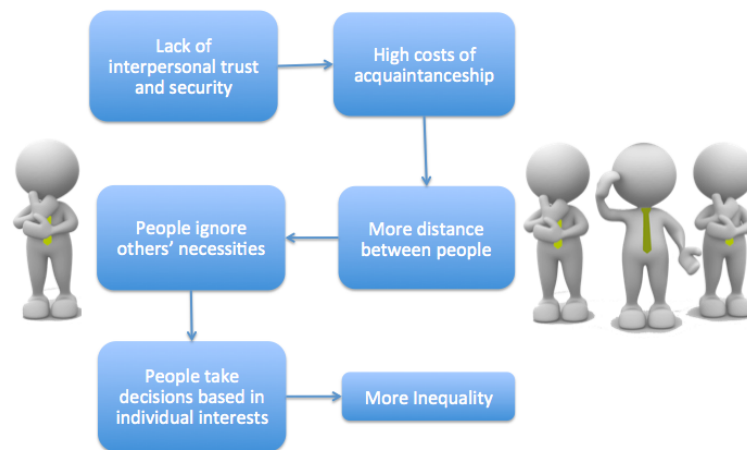 Lack of
interpersonal trust
and security
High costs of
acquaintanceship
More distance
between people
People ignore
others' necessities
People take
decisions based in
individual interests
More Inequality